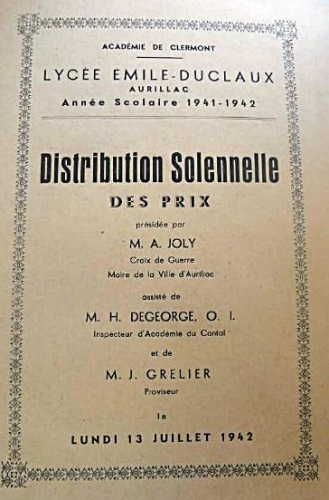 ACADÉMIE DE CLERMONT
LYCÉE EMILE-DUCLAUX
AURILLAC
Année Scolaire 1941-1942
Distribution Solennelle
DES PRIX
présidée par
M. A. JOLY
Croix de Guerre
Maire de la Ville d'Aurillac
assisté de
M. H. DEGEORGE, O. I.
Inspecteur d'Académie du Cantal
et de
M. J. GRELIER
Proviseur
le
LUNDI 13 JUILLET 1942